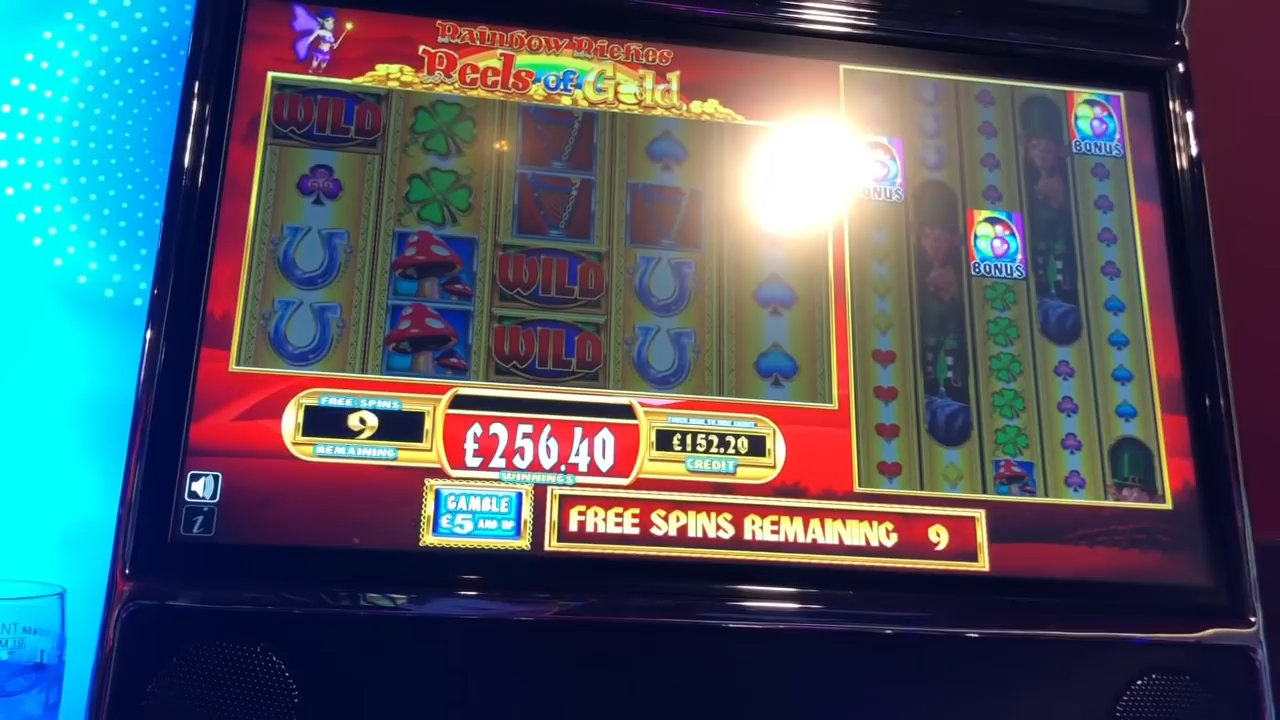 Rainbow Riches
Reels of Gold
WILD
WILD
WILD
BONUS
BONUS
BONUS
FREE SPINS
9
REMAINING
£256.40
WINNINGS
£152.20
CREDIT
GAMBLE
£5 AND UP
FREE SPINS REMAINING 9
i